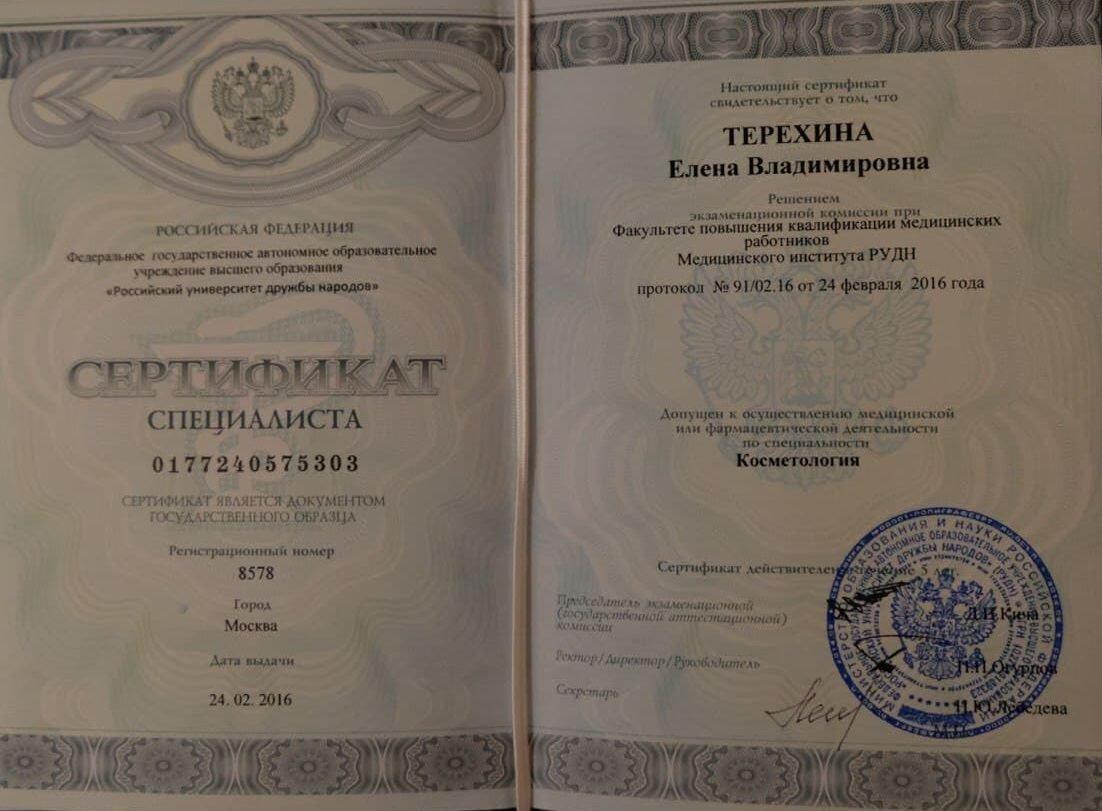 РОССИЙСКАЯ ФЕДЕРАЦИЯ
Федеральное государственное автономное образовательное
учреждение высшего образования
«Российский университет дружбы народов»
СЕРТИФИКАТ
СПЕЦИАЛИСТА
0177240575303
СЕРТИФИКАТ ЯВЛЯЕТСЯ ДОКУМЕНТОМ
ГОСУДАРСТВЕННОГО ОБРАЗЦА
Регистрационный номер
8578
Город
Москва
Дата выдачи
24. 02. 2016
Настоящий сертификат
свидетельствует о том, что
ТЕРЕХИНА
Елена Владимировна
Решением
экзаменационной комиссии при
Факультете повышения квалификации медицинских
работников
Медицинского института РУДН
протокол № 91/02.16 от 24 февраля 2016 года
Допущен к осуществлению медицинской
или фармацевтической деятельности
по специальности
Косметология
Сертификат действителен в течение 5 лет.
Председатель экзаменационной
(государственной аттестационной)
комиссии
Ректор/Директор/Руководитель
Секретарь
Лебедева